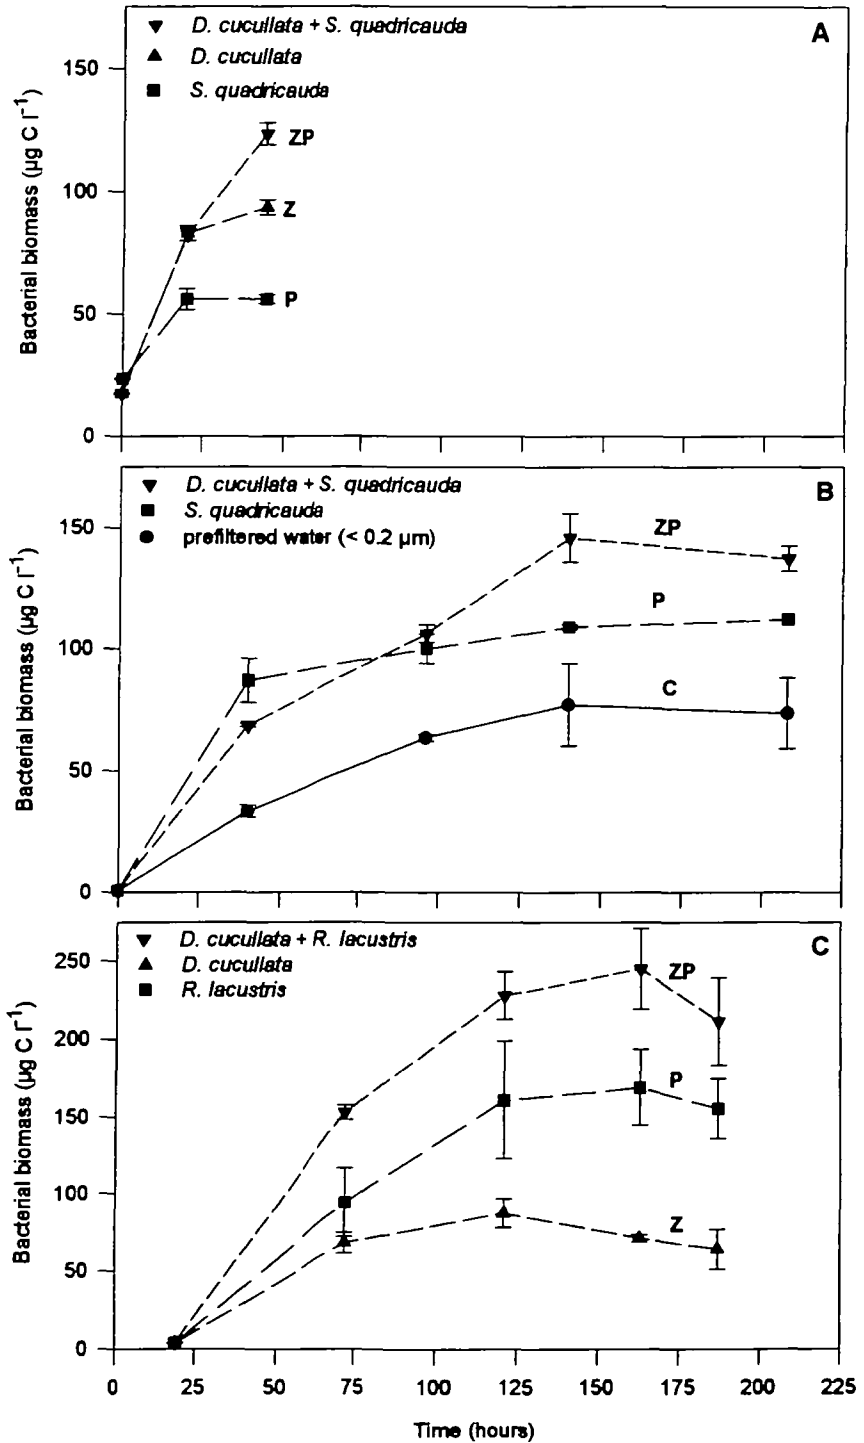 A
D. cucullata + S. quadricauda
D. cucullata
S. quadricauda
150
100
50
0
Bacterial biomass (µg C l⁻¹)
ZP
Z
P
B
D. cucullata + S. quadricauda
S. quadricauda
prefiltered water (< 0.2 µm)
150
100
50
0
Bacterial biomass (µg C l⁻¹)
ZP
P
C
C
D. cucullata + R. lacustris
D. cucullata
R. lacustris
250
200
150
100
50
0
Bacterial biomass (µg C l⁻¹)
ZP
P
Z
0 25 50 75 100 125 150 175 200 225
Time (hours)